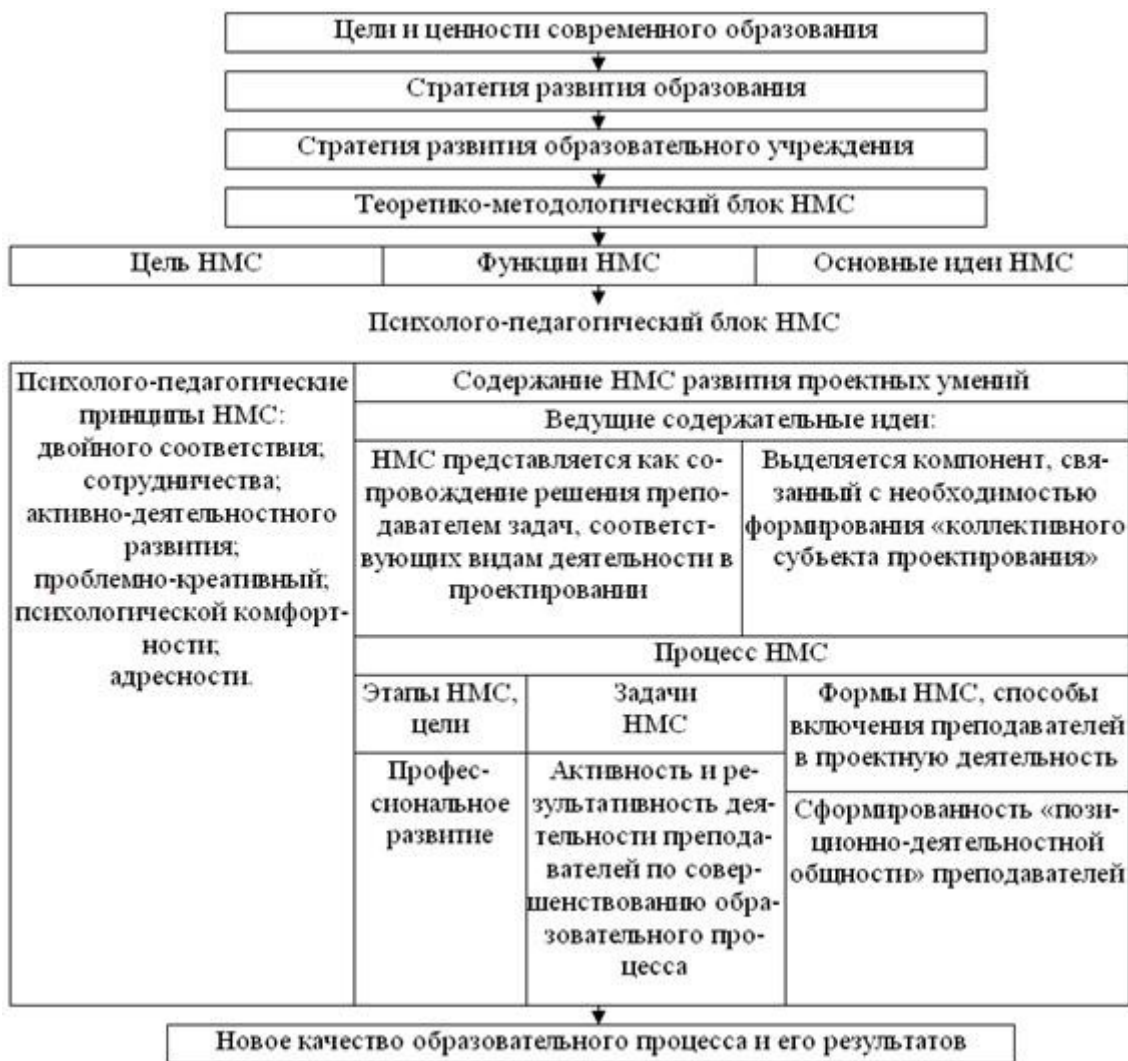 Цели и ценности современного образования
Стратегия развития образования
Стратегия развития образовательного учреждения
Теоретико-методологический блок НМС
Цель НМС
Функции НМС
Основные идеи НМС
Психолого-педагогический блок НМС
Психолого-педагогические
принципы НМС:
двойного соответствия;
сотрудничества;
активно-деятельностного
развития;
проблемно-креативный;
психологической комфорт-
ности;
адресности.
Содержание НМС развития проектных умений
Ведущие содержательные идеи:
НМС представляется как со-
провождение решения препо-
давателем задач, соответст-
вующих видам деятельности в
проектировании
Выделяется компонент, свя-
занный с необходимостью
формирования «коллективного
субъекта проектирования»
Процесс НМС
Этапы НМС,
цели
Задачи
НМС
Формы НМС, способы
включения преподавателей
в проектную деятельность
Профес-
сиональное
развитие
Активность и ре-
зультативность дея-
тельности препода-
вателей по совер-
шенствованию обра-
зовательного про-
цесса
Сформированность «пози-
ционно-деятельностной
общности» преподавателей
Новое качество образовательного процесса и его результатов